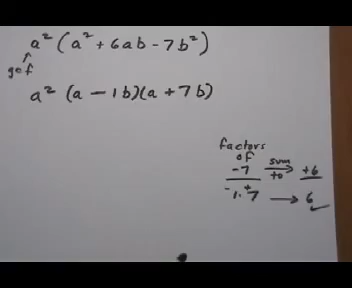 a² (a² + 6ab - 7b²)
gcf
a² (a - 1b)(a + 7b)
factors
of
-7 sum to +6
-1·+7 → 6 ✓